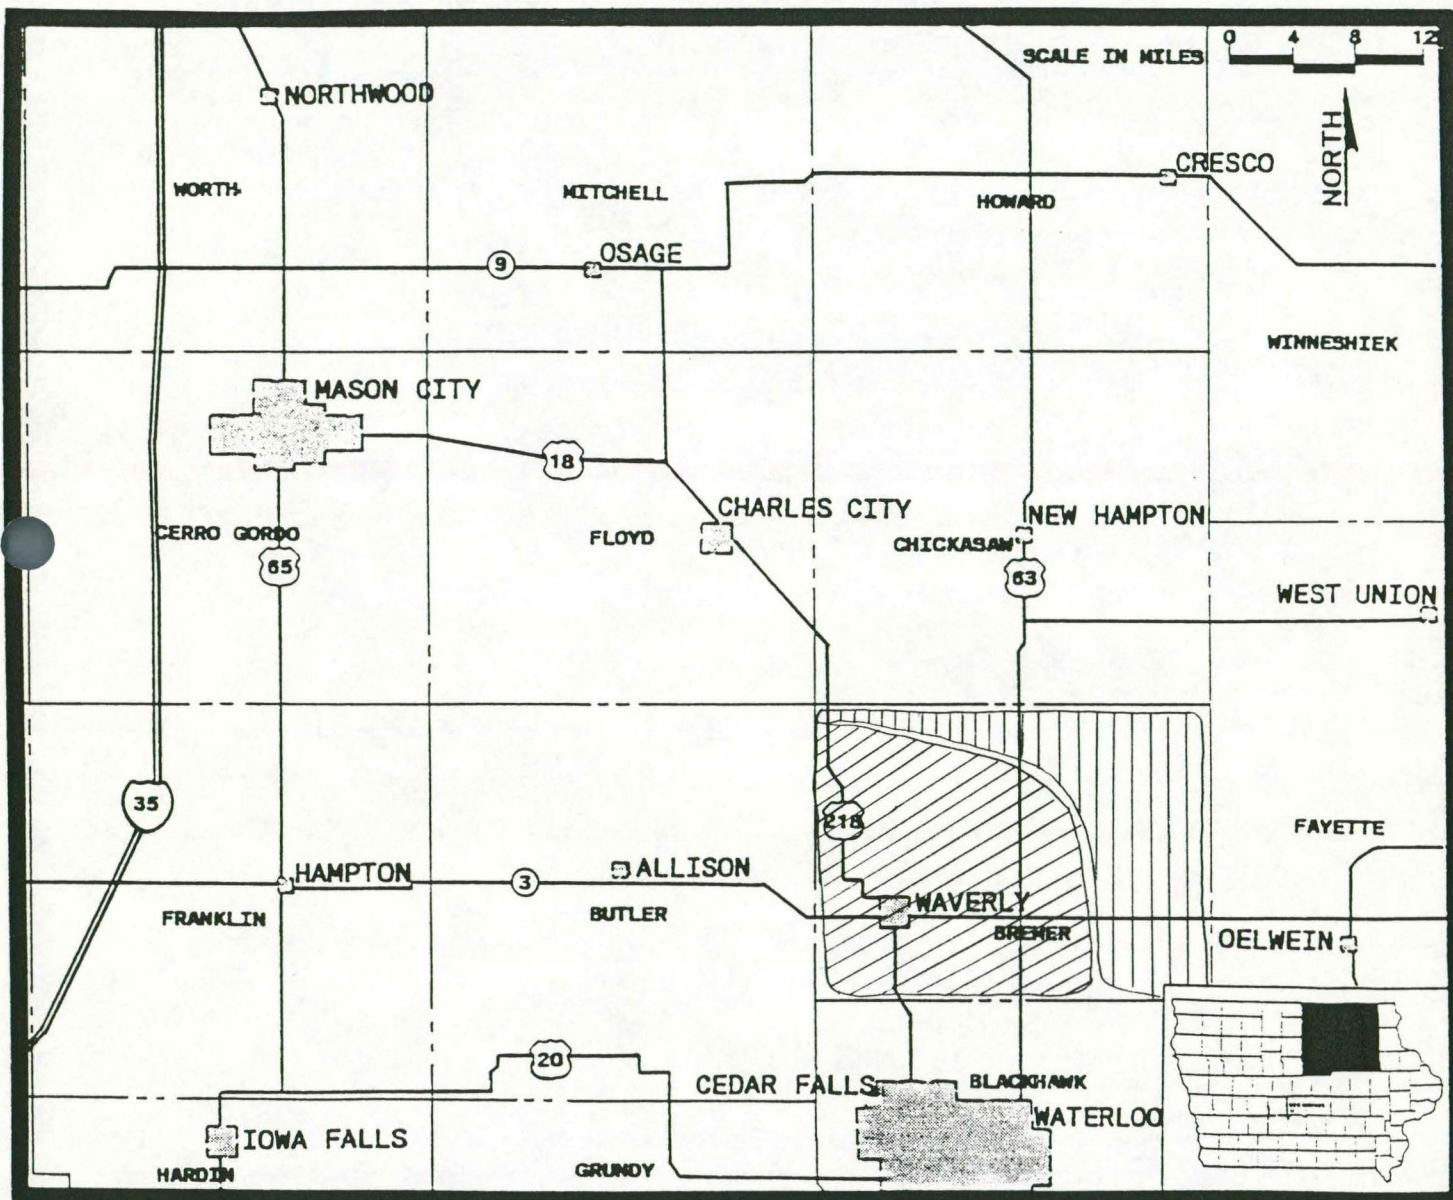 SCALE IN MILES 0 4 8 12
NORTHWOOD
NORTH
CRESCO
WORTH
MITCHELL
HOWARD
OSAGE
9
WINNESHIEK
MASON CITY
18
CHARLES CITY
NEW HAMPTON
CERRO GORDO
FLOYD
CHICKASAW
65
63
WEST UNION
35
218
FAYETTE
HAMPTON
3
ALLISON
WAVERLY
FRANKLIN
BUTLER
BREMER
OELWEIN
20
CEDAR FALLS
BLACKHAWK
WATERLOO
IOWA FALLS
HARDIN
GRUNDY